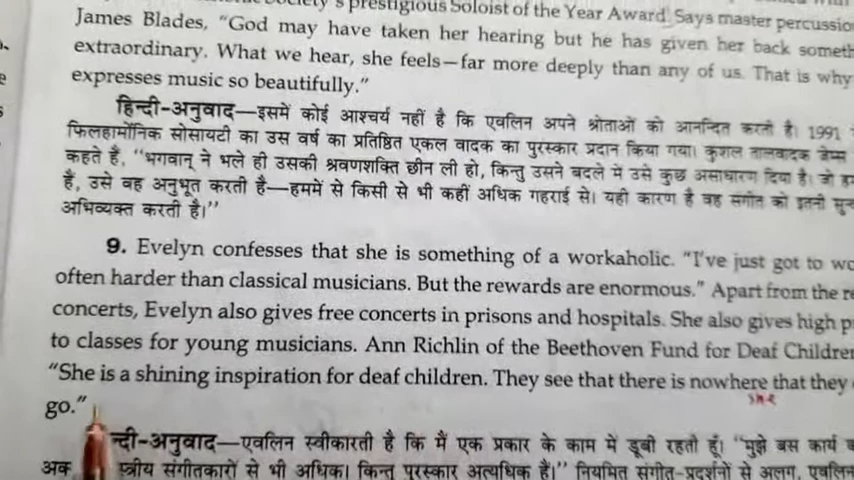 's prestigious Soloist of the Year Award. Says master
James Blades, “God may have taken her hearing but he has given her back
extraordinary. What we hear, she feels—far more deeply than any of us. That is why
expresses music so beautifully.”
हिन्दी-अनुवाद—इसमें कोई आश्चर्य नहीं है कि एवलिन अपने श्रोताओं को आनन्दित करती है। 1991
फिलहार्मोनिक सोसायटी का उस वर्ष का प्रतिष्ठित एकल वादक का पुरस्कार प्रदान किया गया। कुशल तालवादक जेम्स
कहते हैं, “भगवान् ने भले ही उसकी श्रवणशक्ति छीन ली हो, किन्तु उसने बदले में उसे कुछ असाधारण दिया है। जो
है, उसे वह अनुभूत करती है—हममें से किसी से भी कहीं अधिक गहराई से। यही कारण है वह संगीत को इतनी
अभिव्यक्त करती है।”
9. Evelyn confesses that she is something of a workaholic. “I've just got to
often harder than classical musicians. But the rewards are enormous.” Apart from the
concerts, Evelyn also gives free concerts in prisons and hospitals. She also gives high
to classes for young musicians. Ann Richlin of the Beethoven Fund for Deaf
“She is a shining inspiration for deaf children. They see that there is nowhere that they
go.”
न्दी-अनुवाद—एवलिन स्वीकारती है कि मैं एक प्रकार के काम में डूबी रहती हूँ। “मुझे बस कार्य
अक स्त्रीय संगीतकारों से भी अधिक। किन्तु पुरस्कार अत्यधिक हैं।” नियमित संगीत-प्रदर्शनों से अलग, एवलिन